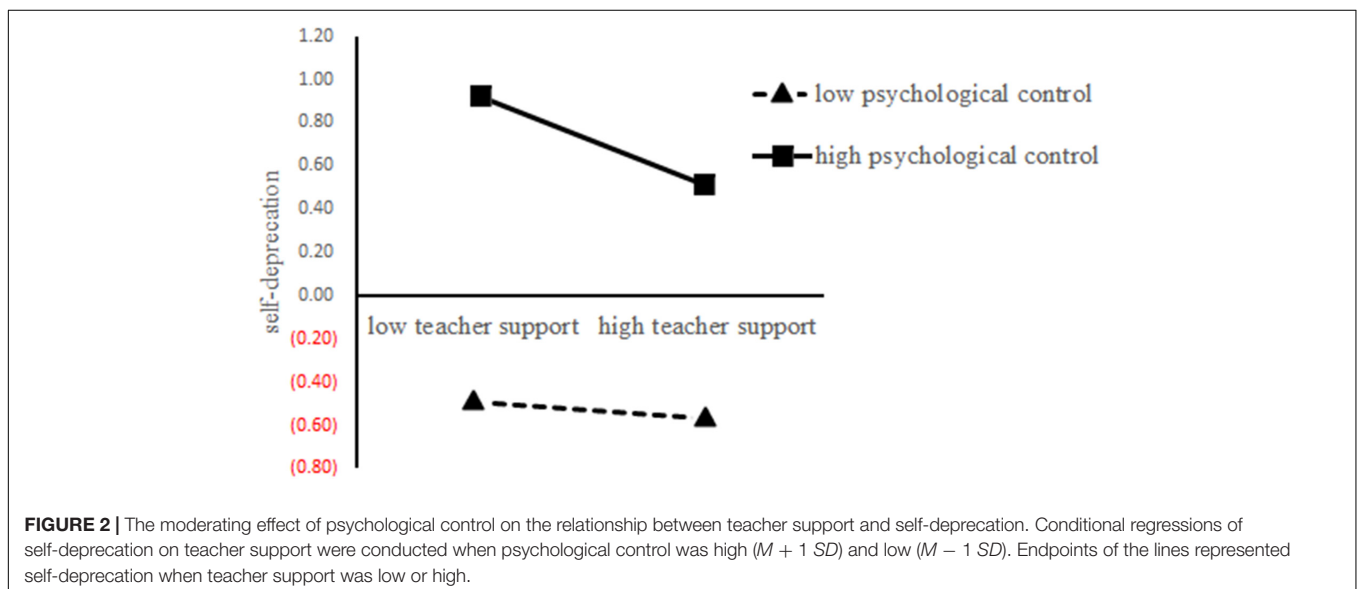 1.20
1.00
0.80
0.60
0.40
0.20
0.00
(0.20)
(0.40)
(0.60)
(0.80)
self-deprecation
low teacher support high teacher support
low psychological control
high psychological control
FIGURE 2 | The moderating effect of psychological control on the relationship between teacher support and self-deprecation. Conditional regressions of
self-deprecation on teacher support were conducted when psychological control was high (M + 1 SD) and low (M − 1 SD). Endpoints of the lines represented
self-deprecation when teacher support was low or high.